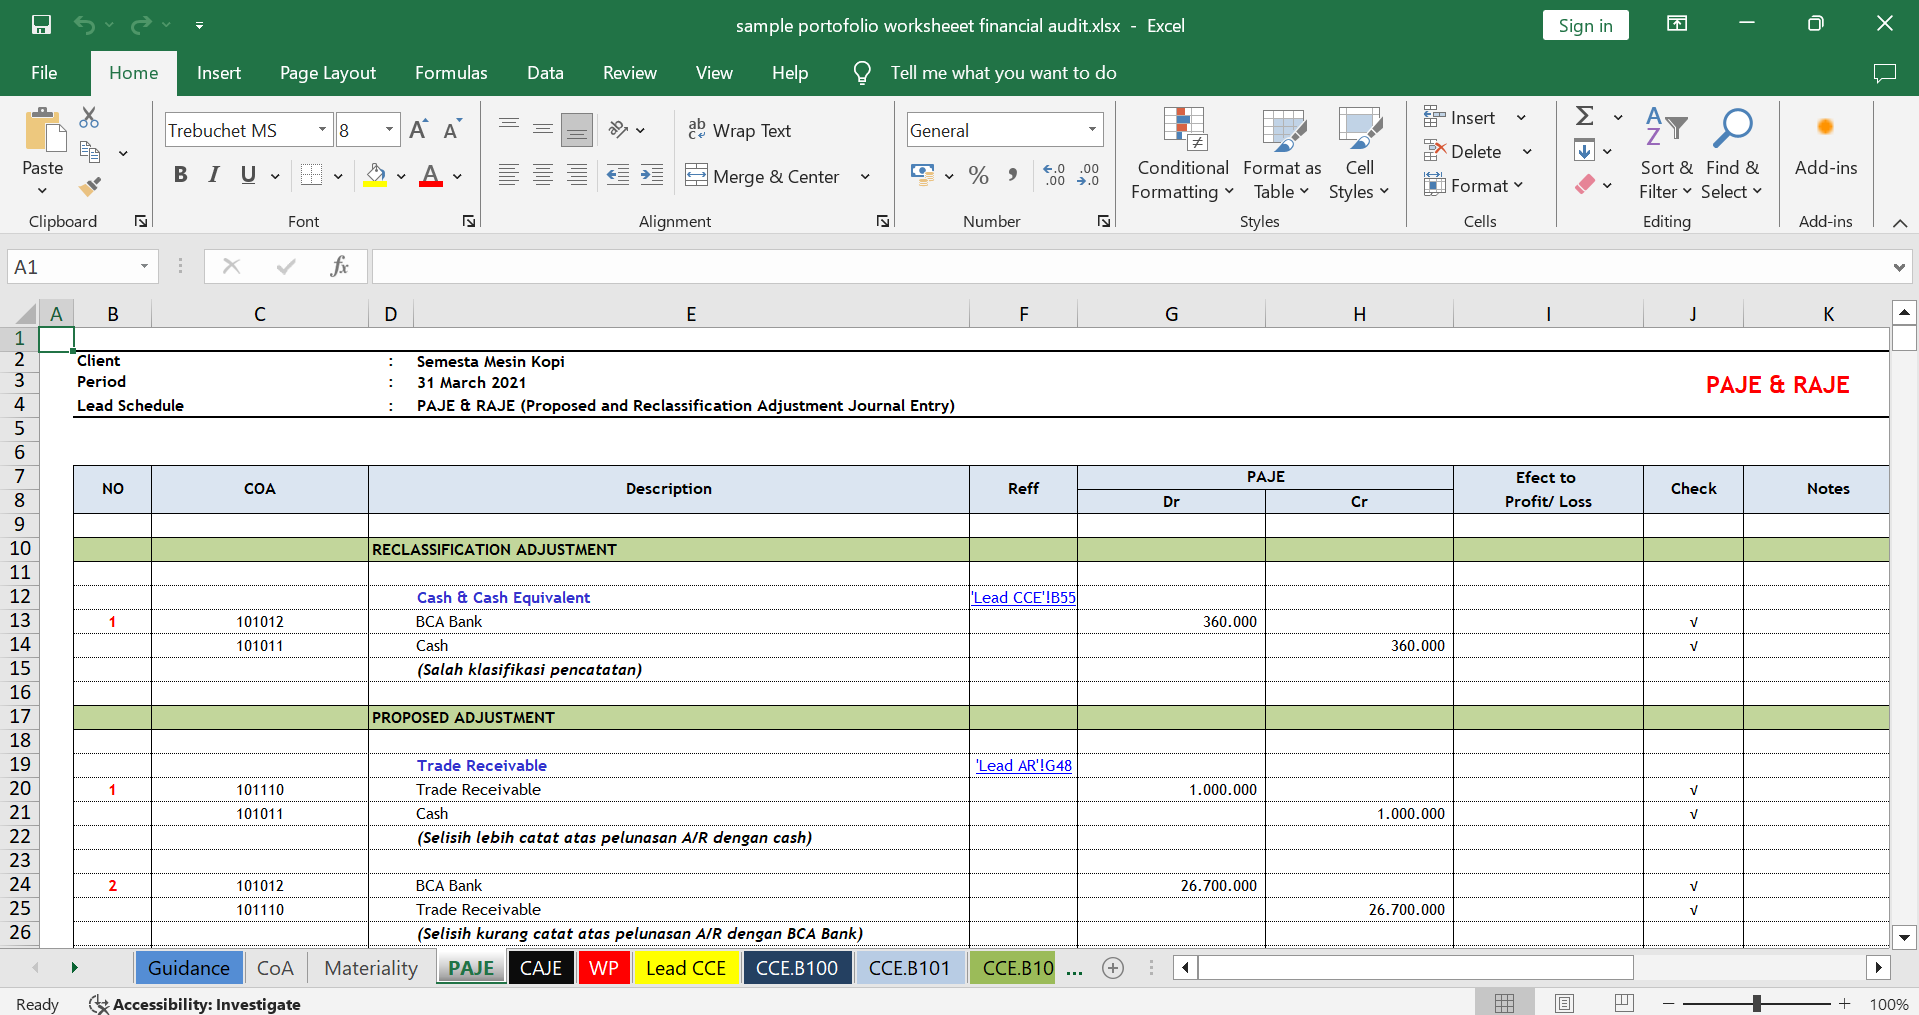 sample portofolio worksheeet financial audit.xlsx - Excel
Sign in
File Home Insert Page Layout Formulas Data Review View Help Tell me what you want to do
Paste
Clipboard
Trebuchet MS 8
B I U A
Font
ab Wrap Text
Merge & Center
Alignment
General
% , .00 .00
Number
Conditional Formatting
Format as Table
Cell Styles
Styles
Insert
Delete
Format
Cells
Sort & Filter
Find & Select
Editing
Add-ins
Add-ins
A1 fx
A B C D E F G H I J K
1
2 Client : Semesta Mesin Kopi
3 Period : 31 March 2021 PAJE & RAJE
4 Lead Schedule : PAJE & RAJE (Proposed and Reclassification Adjustment Journal Entry)
5
6
7 NO COA Description Reff PAJE Efect to Check Notes
8 Dr Cr Profit/ Loss
9
10 RECLASSIFICATION ADJUSTMENT
11
12 Cash & Cash Equivalent 'Lead CCE'!B55
13 1 101012 BCA Bank 360.000 √
14 101011 Cash 360.000 √
15 (Salah klasifikasi pencatatan)
16
17 PROPOSED ADJUSTMENT
18
19 Trade Receivable 'Lead AR'!G48
20 1 101110 Trade Receivable 1.000.000 √
21 101011 Cash 1.000.000 √
22 (Selisih lebih catat atas pelunasan A/R dengan cash)
23
24 2 101012 BCA Bank 26.700.000 √
25 101110 Trade Receivable 26.700.000 √
26 (Selisih kurang catat atas pelunasan A/R dengan BCA Bank)
Guidance CoA Materiality PAJE CAJE WP Lead CCE CCE.B100 CCE.B101 CCE.B10 ...
Ready Accessibility: Investigate 100%